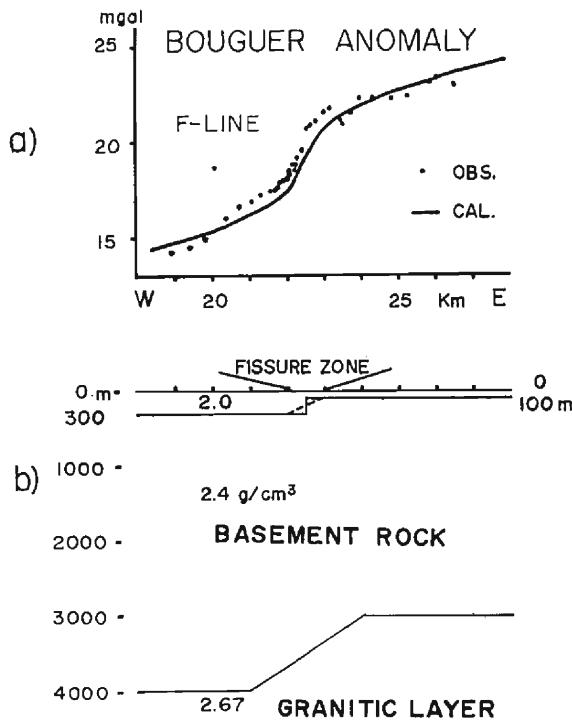 mgal
25
BOUGUER ANOMALY
a)
F-LINE
20
• OBS.
— CAL.
15
W 20 25 Km E
FISSURE ZONE
0 m- 0
2.0 100 m
300
b)
1000 -
2.4 g/cm³
2000 - BASEMENT ROCK
3000 -
4000 -
2.67 GRANITIC LAYER